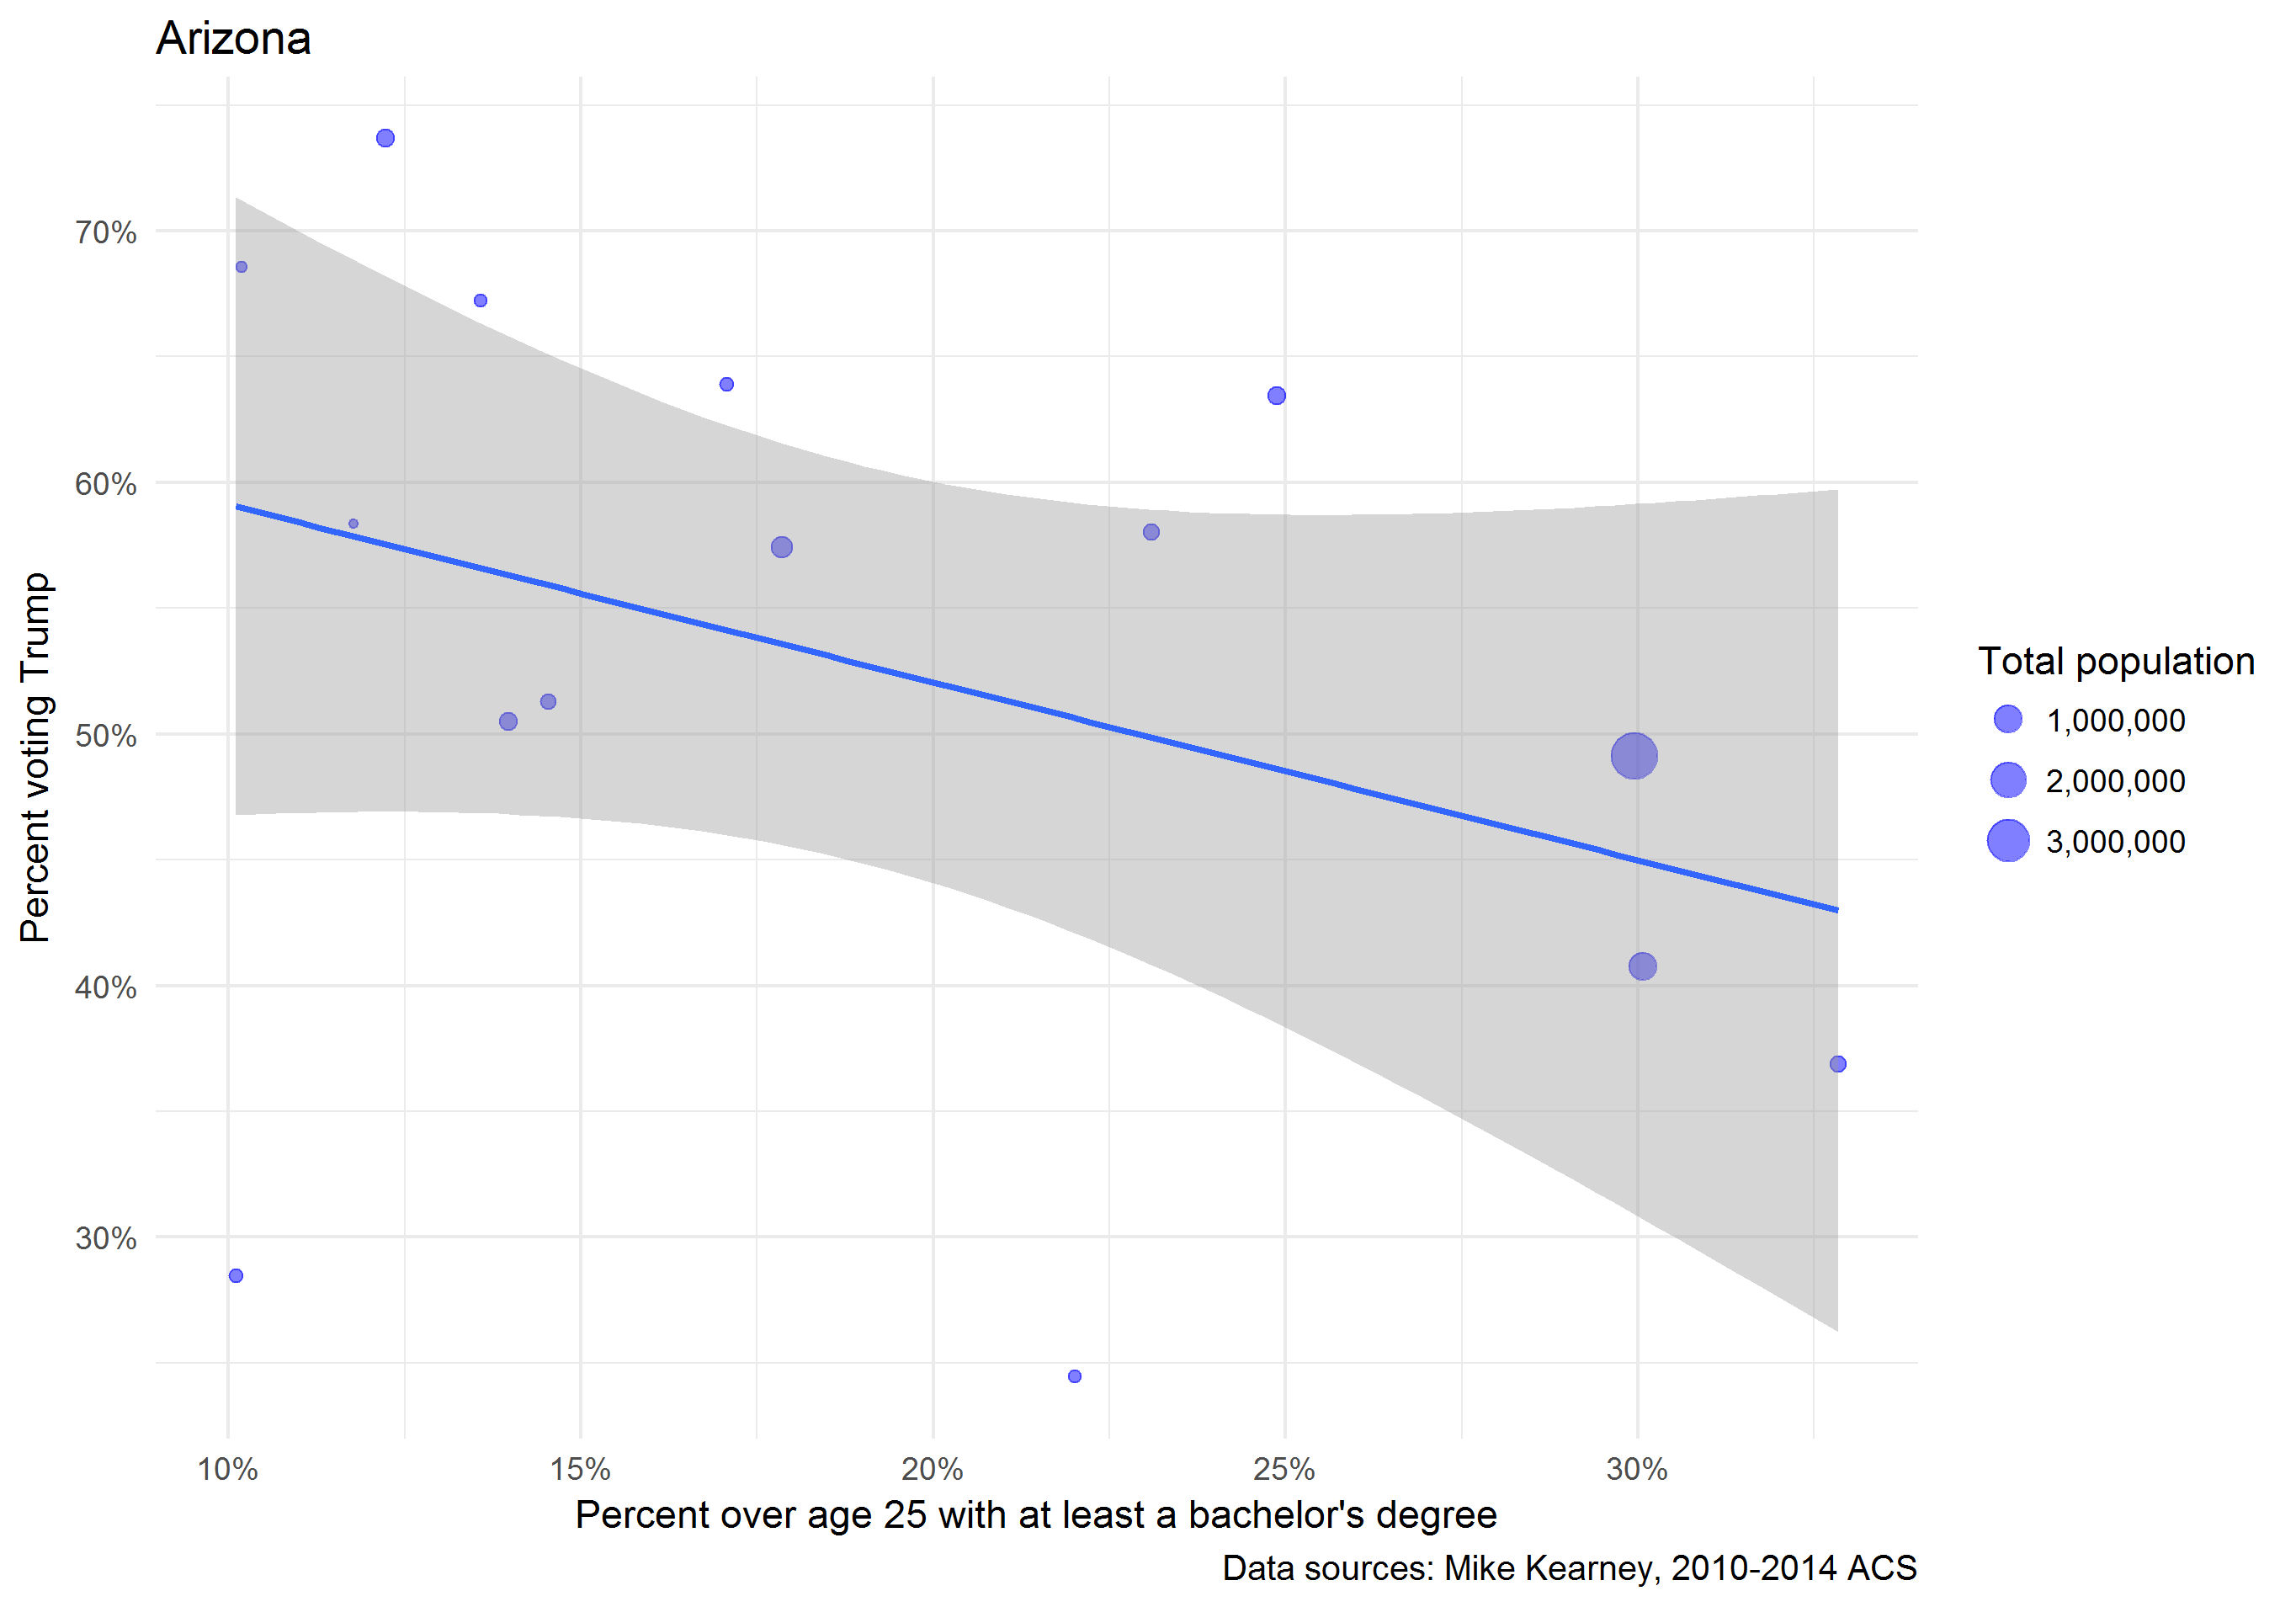 Arizona
70%
60%
50%
40%
30%
Percent voting Trump
10%
15%
20%
25%
30%
Percent over age 25 with at least a bachelor's degree
Total population
1,000,000
2,000,000
3,000,000
Data sources: Mike Kearney, 2010-2014 ACS